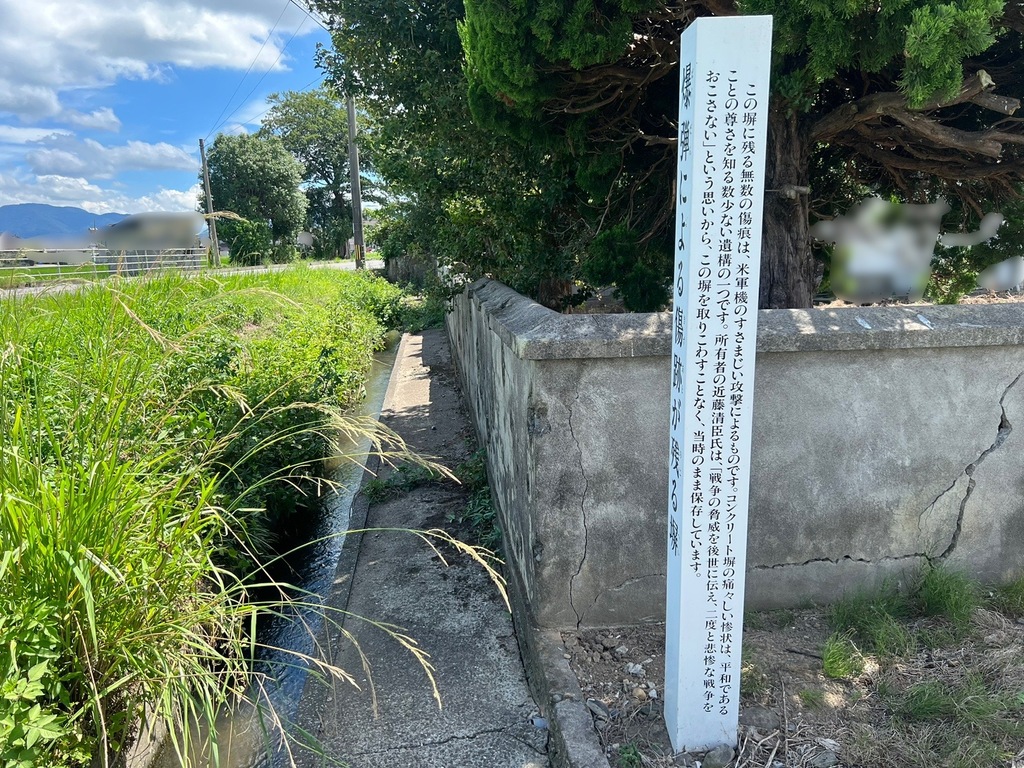 この塀に残る無数の傷痕は、米軍機のすさまじい攻撃によるものです。コンクリート塀の痛々しい惨状は、平和である
ことの尊さを知る数少ない遺構の一つです。所有者の近藤清臣氏は、「戦争の脅威を後世に伝え、二度と悲惨な戦争を
おこさない」という思いから、この塀を取りこわすことなく、当時のまま保存しています。
爆弾による傷跡が残る塀